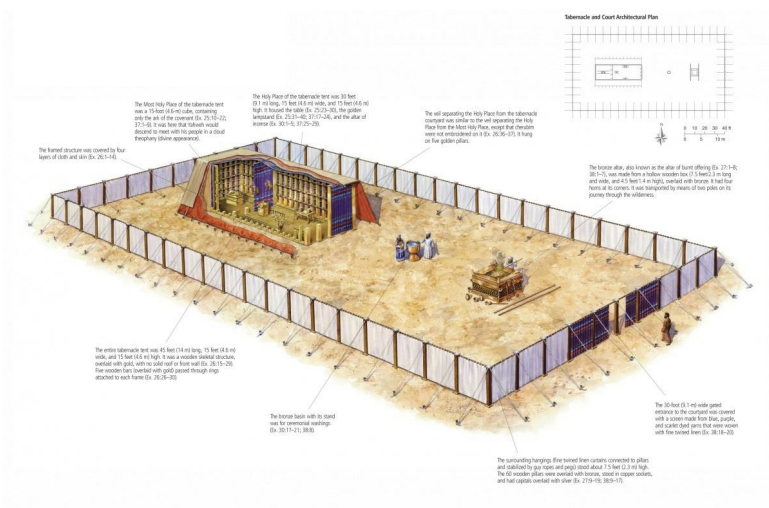 Tabernacle and Court Architectural Plan
N
0 10 20 30 40 ft
0 5 10 m
The Most Holy Place of the tabernacle tent
was a 15-foot (4.6-m) cube, containing
only the ark of the covenant (Ex. 25:10–22;
37:1–9). It was here that Yahweh would
descend to meet with his people in a cloud
theophany (divine appearance).
The Holy Place of the tabernacle tent was 30 feet
(9.1 m) long, 15 feet (4.6 m) wide, and 15 feet (4.6 m)
high. It housed the table (Ex. 25:23–30), the golden
lampstand (Ex. 25:31–40; 37:17–24), and the altar of
incense (Ex. 30:1–5; 37:25–29).
The veil separating the Holy Place from the tabernacle
courtyard was similar to the veil separating the Holy
Place from the Most Holy Place, except that cherubim
were not embroidered on it (Ex. 26:36–37). It hung
on five golden pillars.
The framed structure was covered by four
layers of cloth and skin (Ex. 26:1–14).
The bronze altar, also known as the altar of burnt offering (Ex. 27:1–8;
38:1–7), was made from a hollow wooden box (7.5 feet/2.3 m long
and wide, and 4.5 feet/1.4 m high), overlaid with bronze. It had four
horns at its corners. It was transported by means of two poles on its
journey through the wilderness.
The entire tabernacle tent was 45 feet (14 m) long, 15 feet (4.6 m)
wide, and 15 feet (4.6 m) high. It was a wooden skeletal structure,
overlaid with gold, with no solid roof or front wall (Ex. 26:15–29).
Five wooden bars (overlaid with gold) passed through rings
attached to each frame (Ex. 26:26–30).
The bronze basin with its stand
was for ceremonial washings
(Ex. 30:17–21; 38:8).
The 30-foot (9.1-m)-wide gated
entrance to the courtyard was covered
with a screen made from blue, purple,
and scarlet dyed yarns that were woven
with fine twined linen (Ex. 38:18–20).
The surrounding hangings (fine twined linen curtains connected to pillars
and stabilized by guy ropes and pegs) stood about 7.5 feet (2.3 m) high.
The 60 wooden pillars were overlaid with bronze, stood in copper sockets,
and had capitals overlaid with silver (Ex. 27:9–19; 38:9–17).